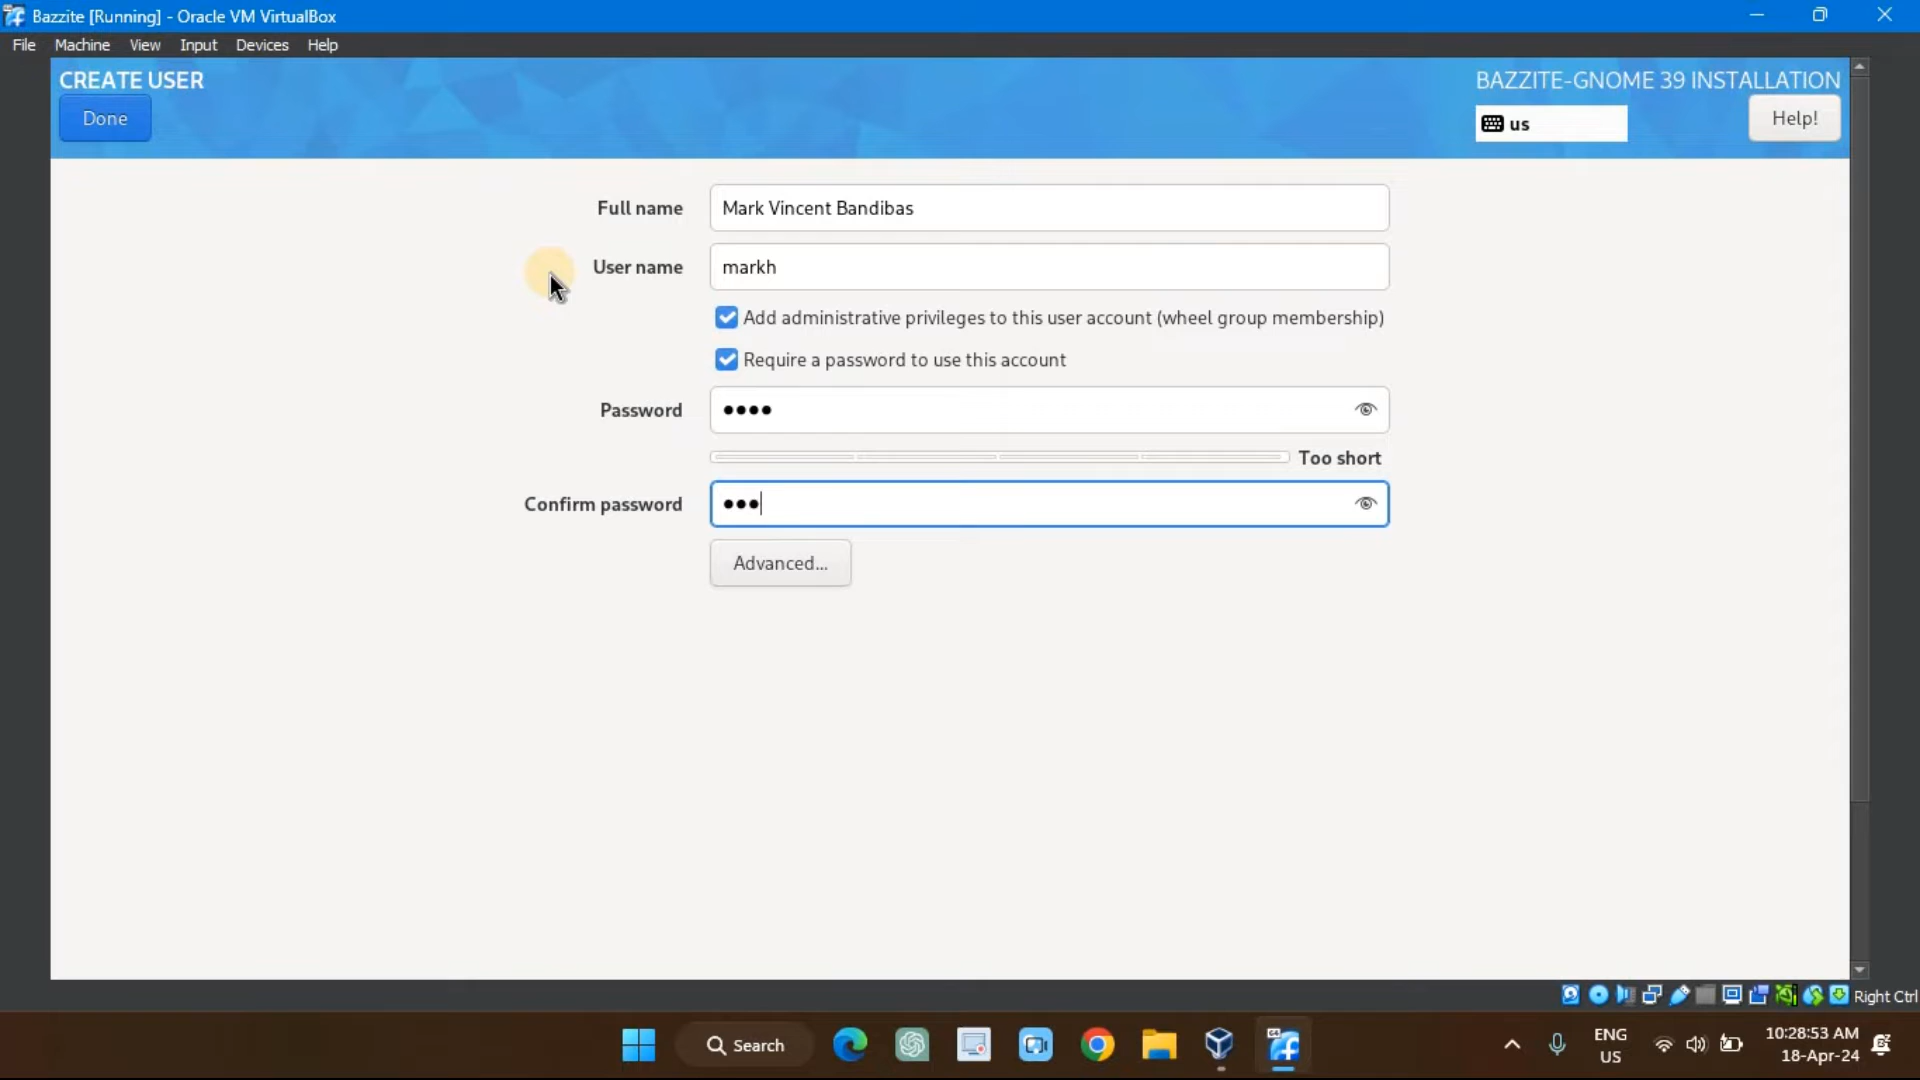 Bazzite [Running] - Oracle VM VirtualBox
File Machine View Input Devices Help
CREATE USER
BAZZITE-GNOME 39 INSTALLATION
Done
us
Help!
Full name
Mark Vincent Bandibas
User name
markh
Add administrative privileges to this user account (wheel group membership)
Require a password to use this account
Password
●●●●
Too short
Confirm password
●●●
Advanced...
Right Ctrl
Search
ENG
US
10:28:53 AM
18-Apr-24